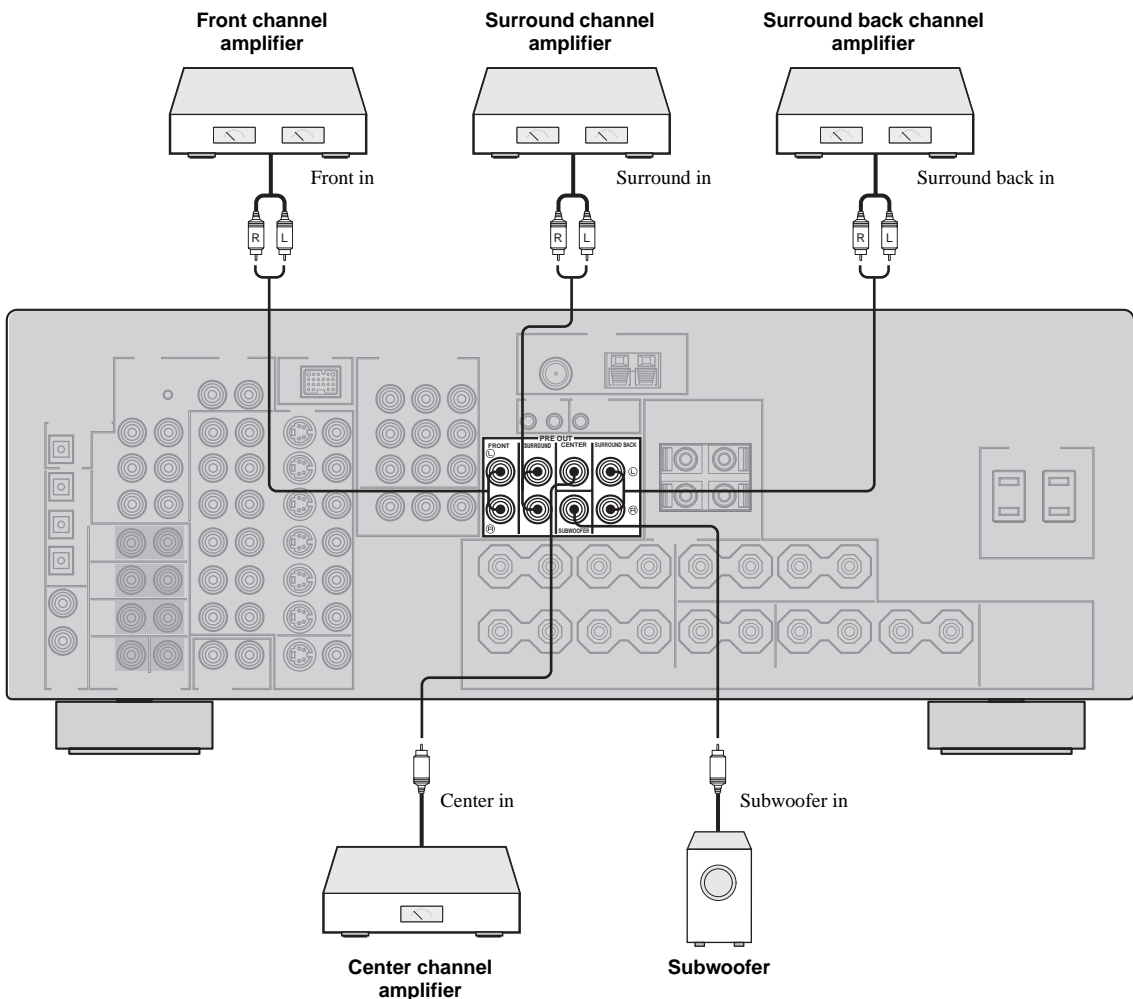 Front channel
amplifier
Surround channel
amplifier
Surround back channel
amplifier
Front in
Surround in
Surround back in
R L
R L
R L
PRE OUT
FRONT SURROUND CENTER SURROUND BACK
L L
R R
SUBWOOFER
Center in
Subwoofer in
Center channel
amplifier
Subwoofer